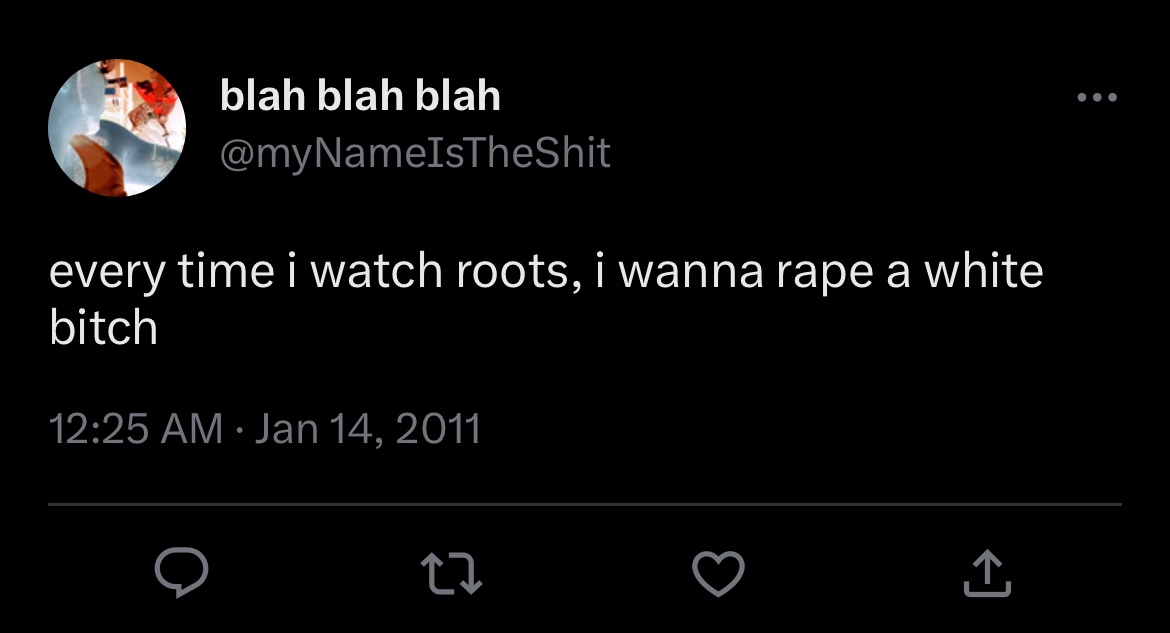 blah blah blah
@myNameIsTheShit
every time i watch roots, i wanna rape a white
bitch
12:25 AM · Jan 14, 2011